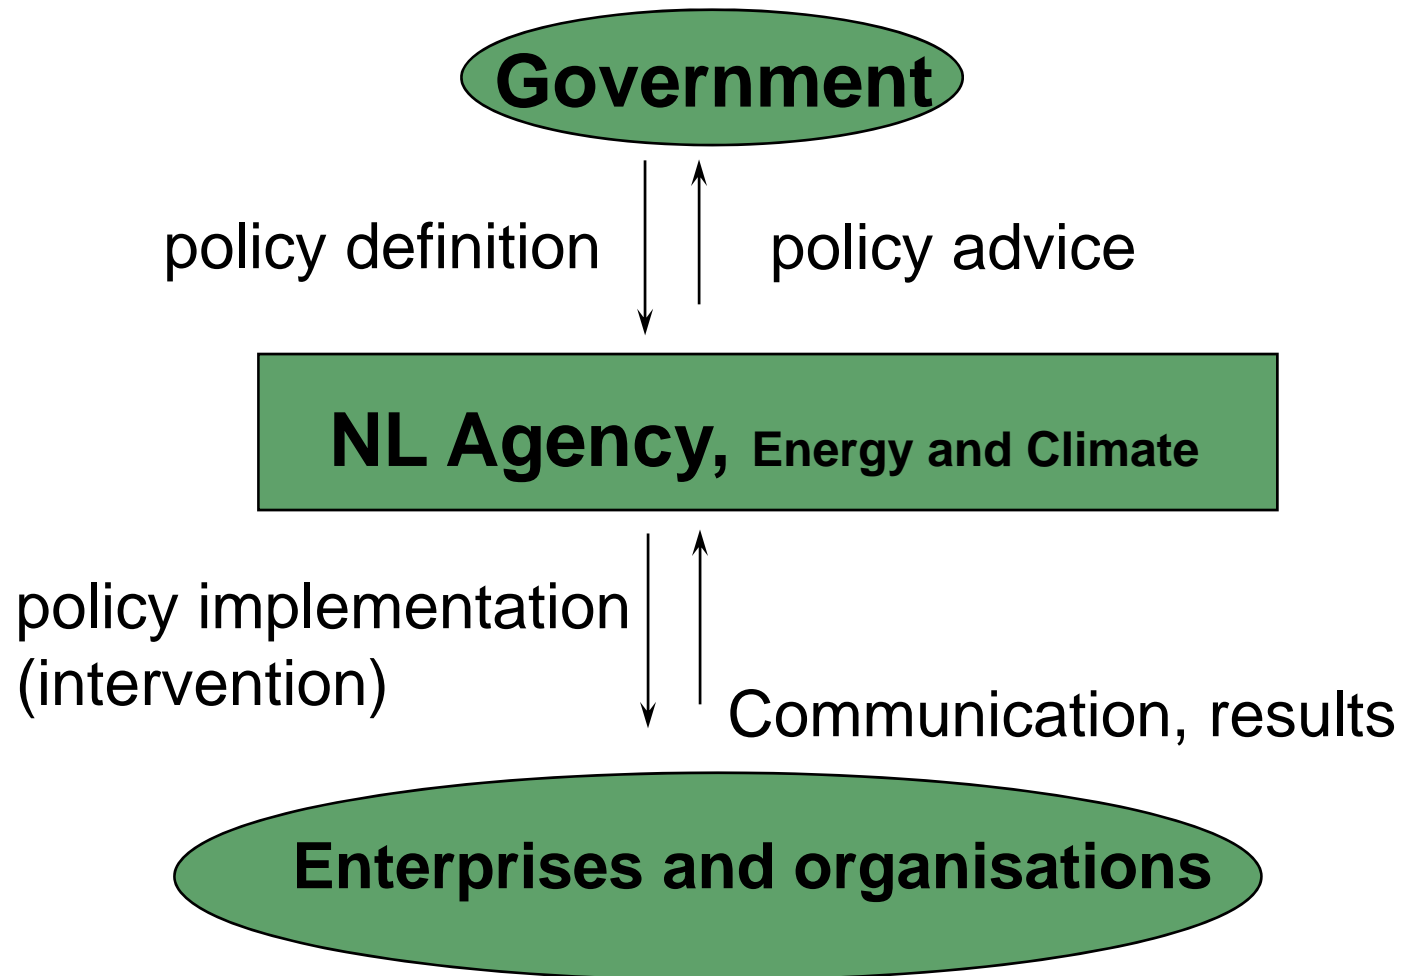 Government
policy definition
policy advice
NL Agency, Energy and Climate
policy implementation
(intervention)
Communication, results
Enterprises and organisations